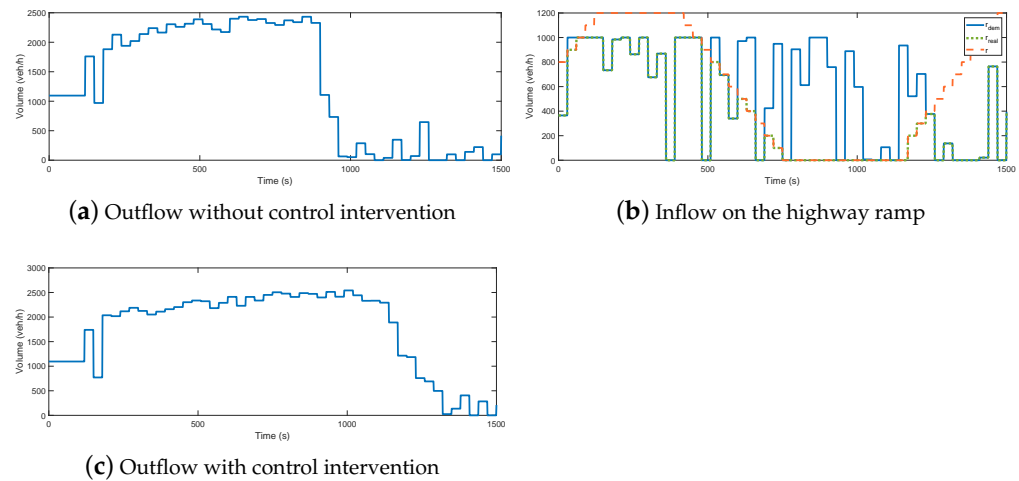 2500
2000
1500
1000
500
0
Volume (veh/h)
0 500 1000 1500
Time (s)
(a) Outflow without control intervention
1200
1000
800
600
400
200
0
Volume (veh/h)
0 500 1000 1500
Time (s)
r_dem
r_real
r
(b) Inflow on the highway ramp
3000
2500
2000
1500
1000
500
0
Volume (veh/h)
0 500 1000 1500
Time (s)
(c) Outflow with control intervention